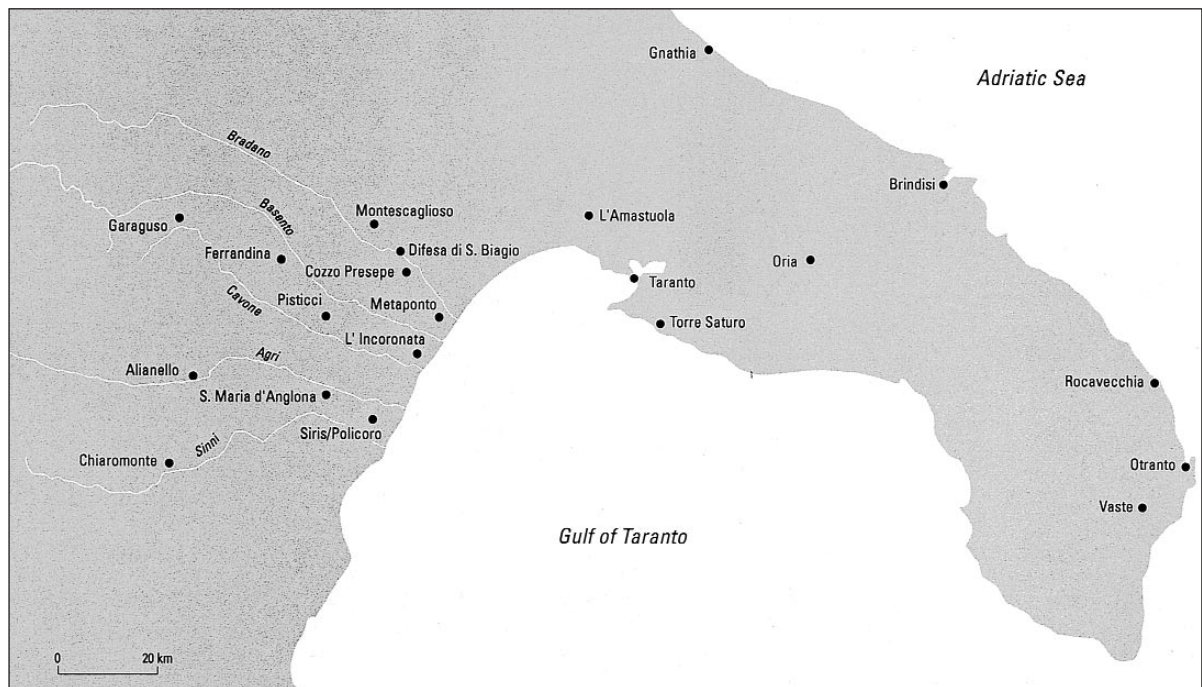 Gnathia
Adriatic Sea
Bradano
Brindisi
Montescaglioso
L'Amastuola
Garaguso
Basento
Difesa di S. Biagio
Ferrandina
Oria
Cozzo Presepe
Taranto
Cavone
Pisticci
Metaponto
Torre Saturo
L' Incoronata
Agri
Alianello
Rocavecchia
S. Maria d'Anglona
Siris/Policoro
Sinni
Chiaromonte
Otranto
Vaste
Gulf of Taranto
0 20 km